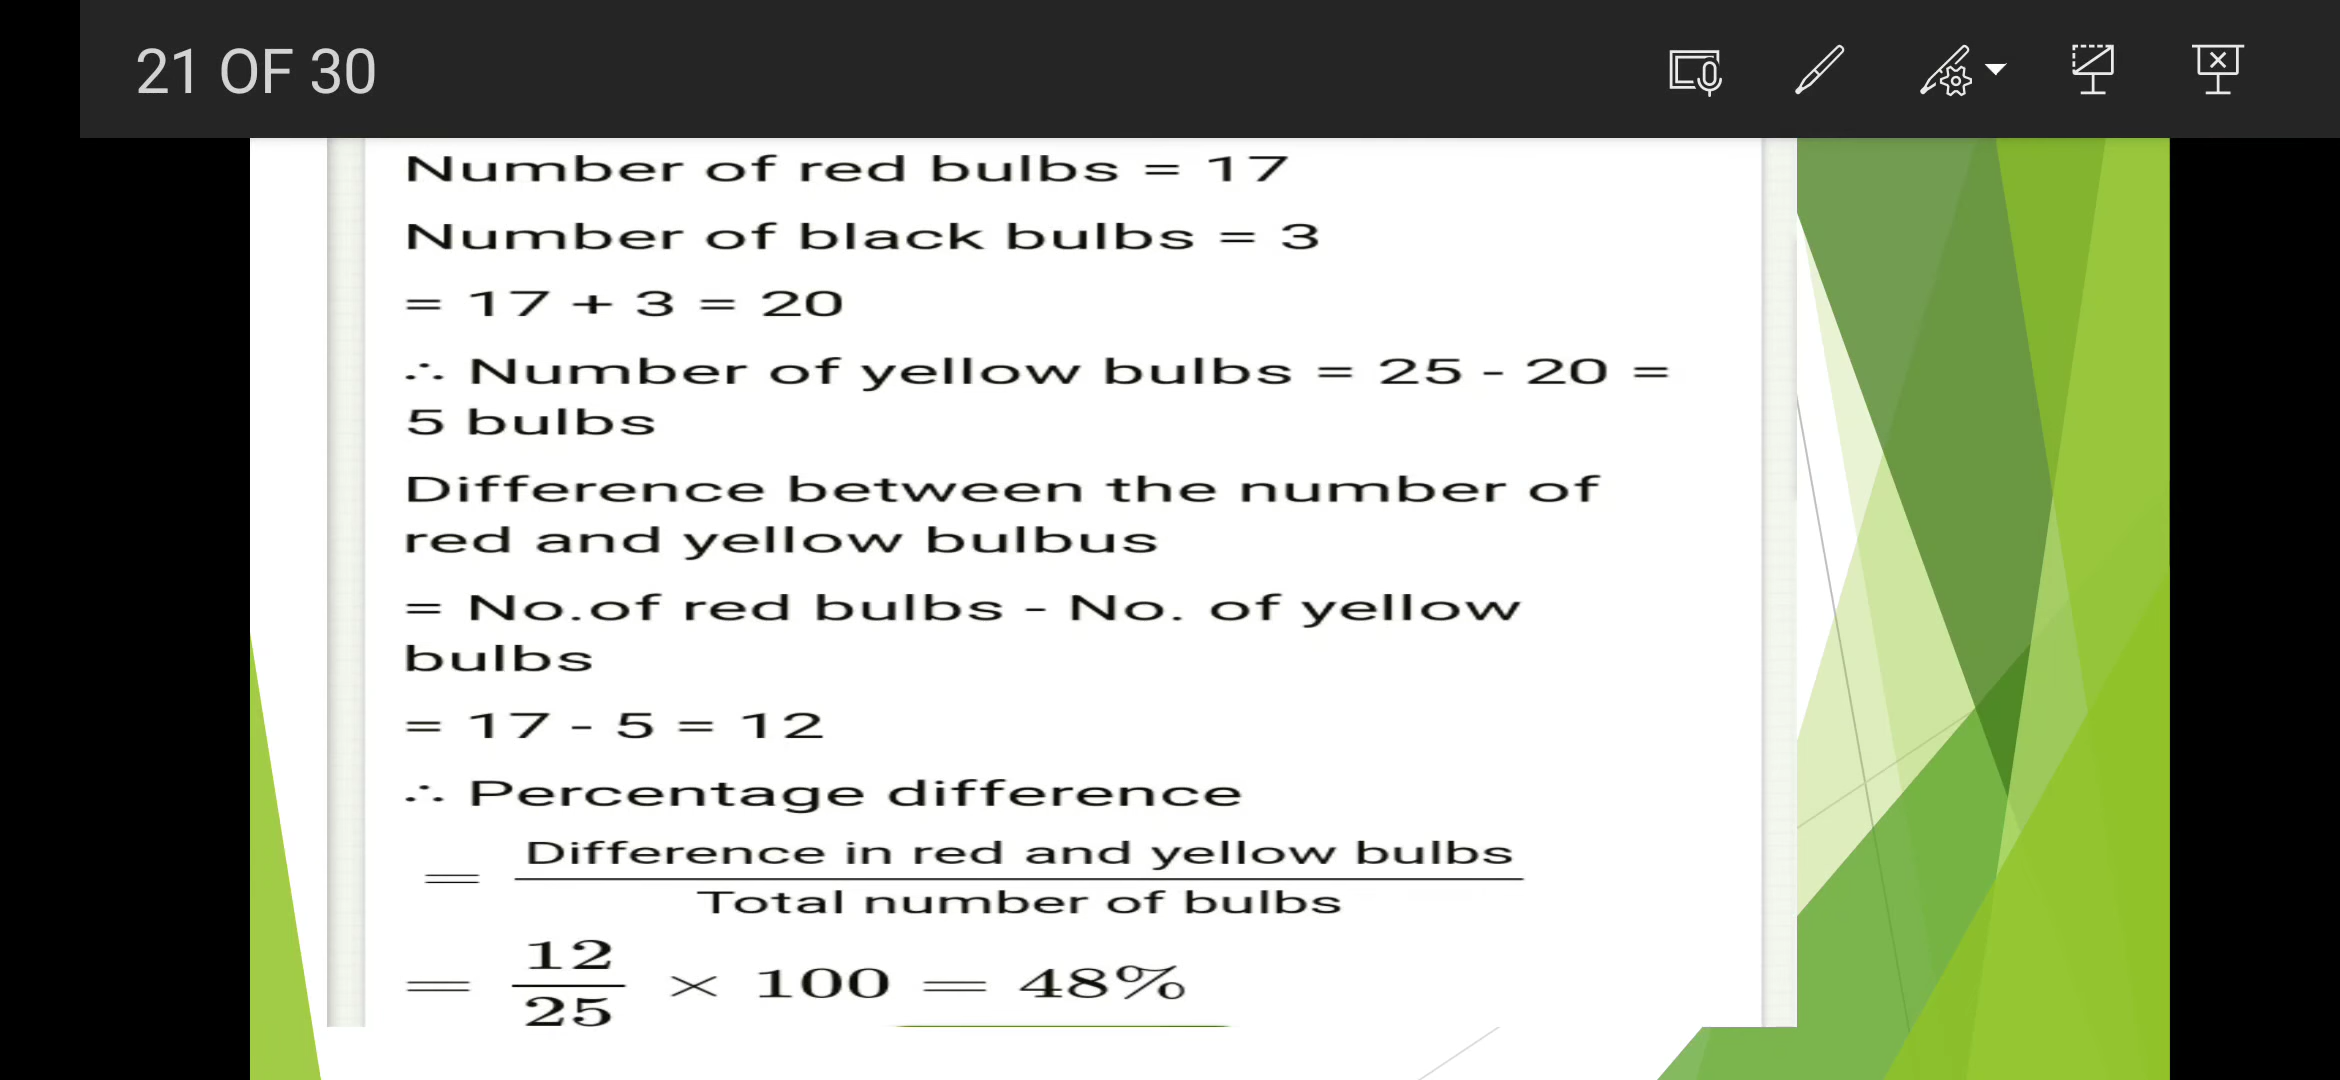 21 OF 30
Number of red bulbs = 17
Number of black bulbs = 3
= 17 + 3 = 20
∴ Number of yellow bulbs = 25 - 20 =
5 bulbs
Difference between the number of
red and yellow bulbus
= No.of red bulbs - No. of yellow
bulbs
= 17 - 5 = 12
∴ Percentage difference
= Difference in red and yellow bulbs
Total number of bulbs
= 12/25 × 100 = 48%